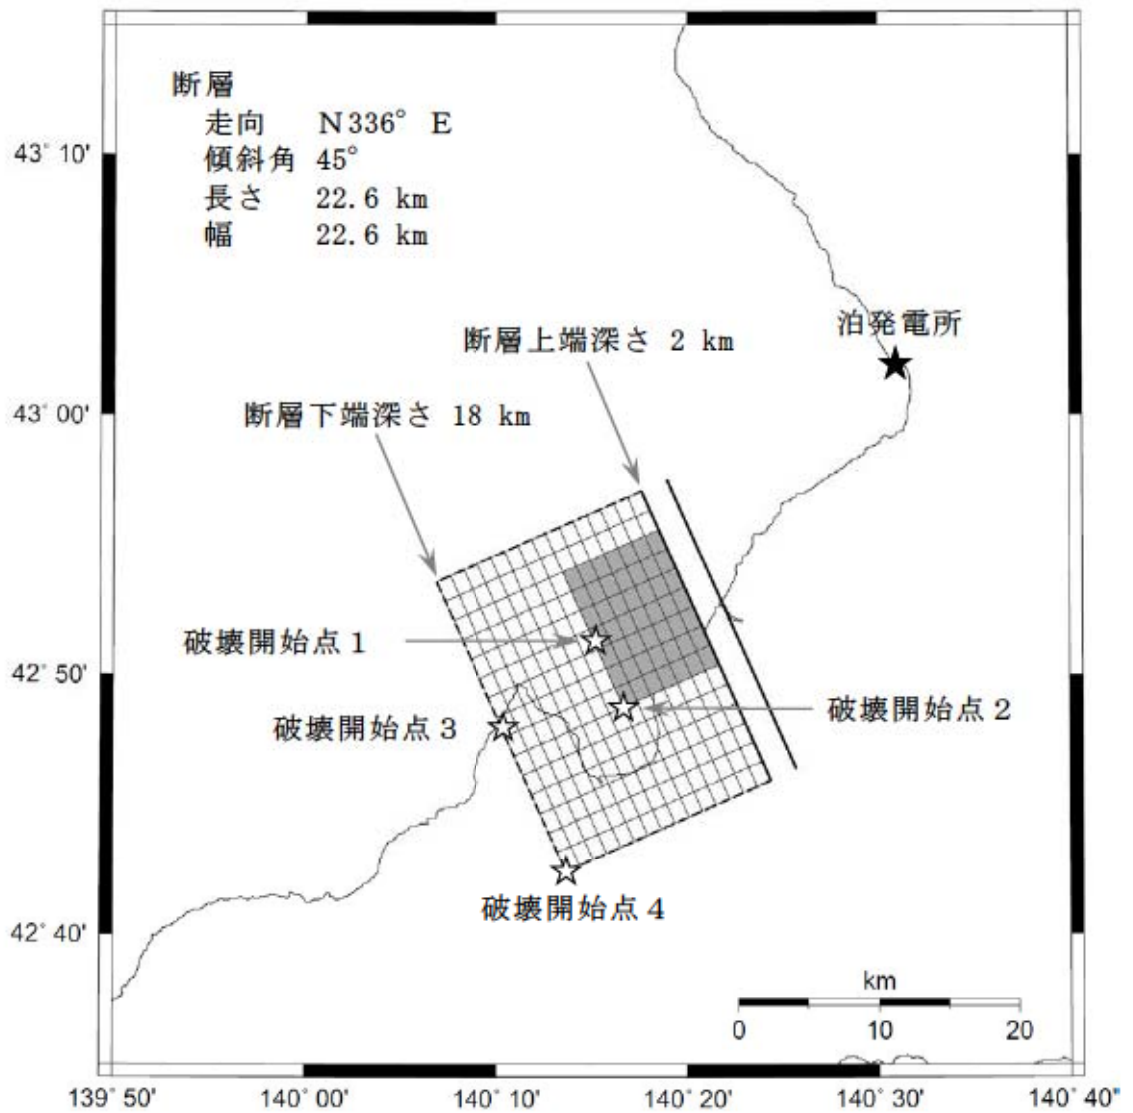 断層
走向 N336° E
傾斜角 45°
長さ 22.6 km
幅 22.6 km
43° 10'
泊発電所
断層上端深さ 2 km
断層下端深さ 18 km
43° 00'
破壊開始点1
42° 50'
破壊開始点2
破壊開始点3
破壊開始点4
42° 40'
km
0 10 20
139° 50' 140° 00' 140° 10' 140° 20' 140° 30' 140° 40'